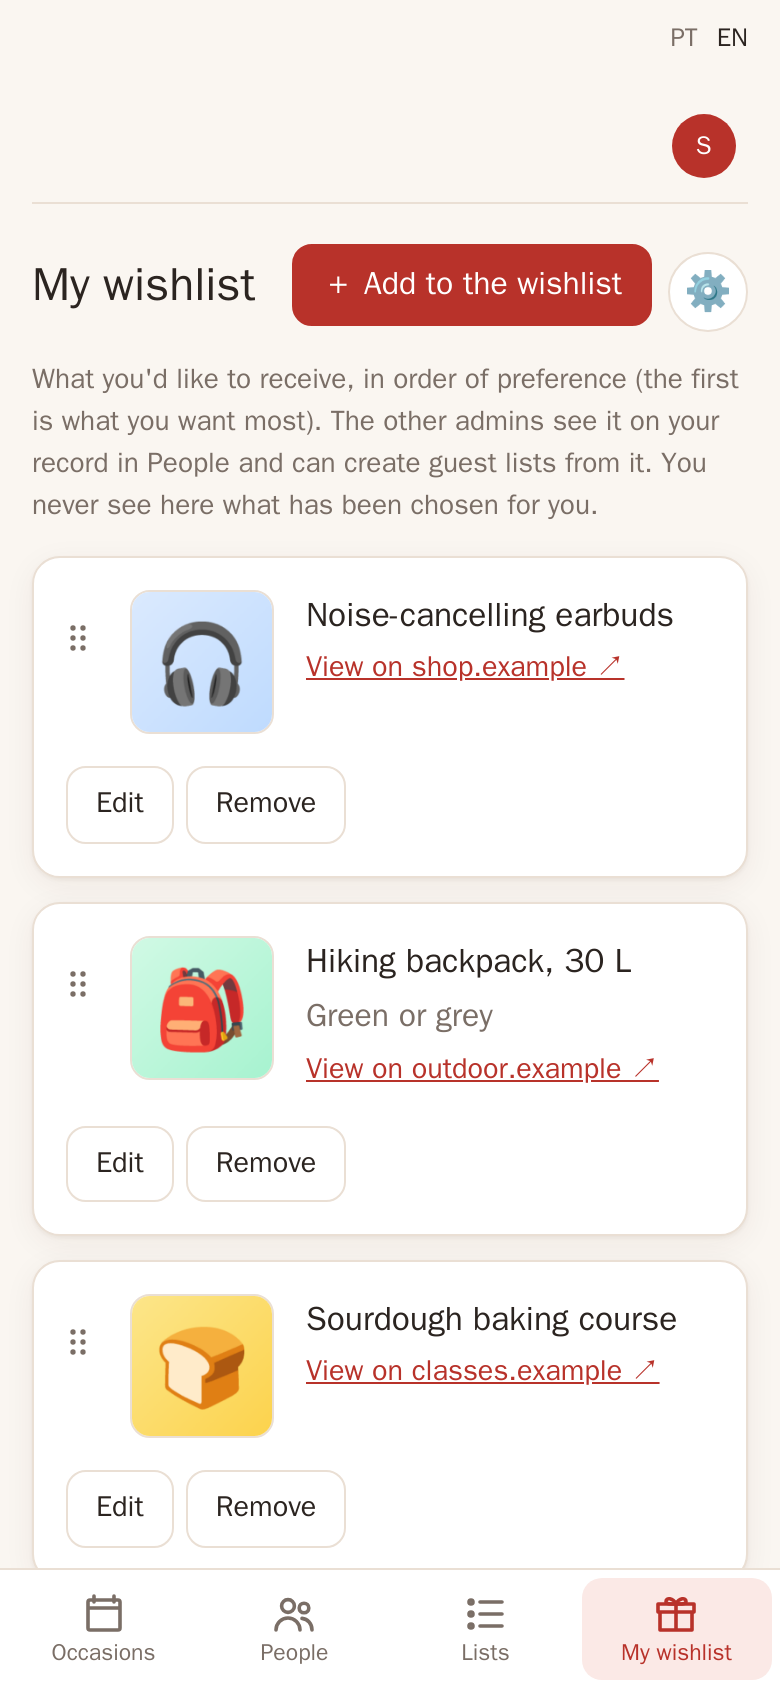 PT EN
S
My wishlist
+ Add to the wishlist
What you'd like to receive, in order of preference (the first
is what you want most). The other admins see it on your
record in People and can create guest lists from it. You
never see here what has been chosen for you.
Noise-cancelling earbuds
View on shop.example ↗
Edit Remove
Hiking backpack, 30 L
Green or grey
View on outdoor.example ↗
Edit Remove
Sourdough baking course
View on classes.example ↗
Edit Remove
Occasions People Lists My wishlist